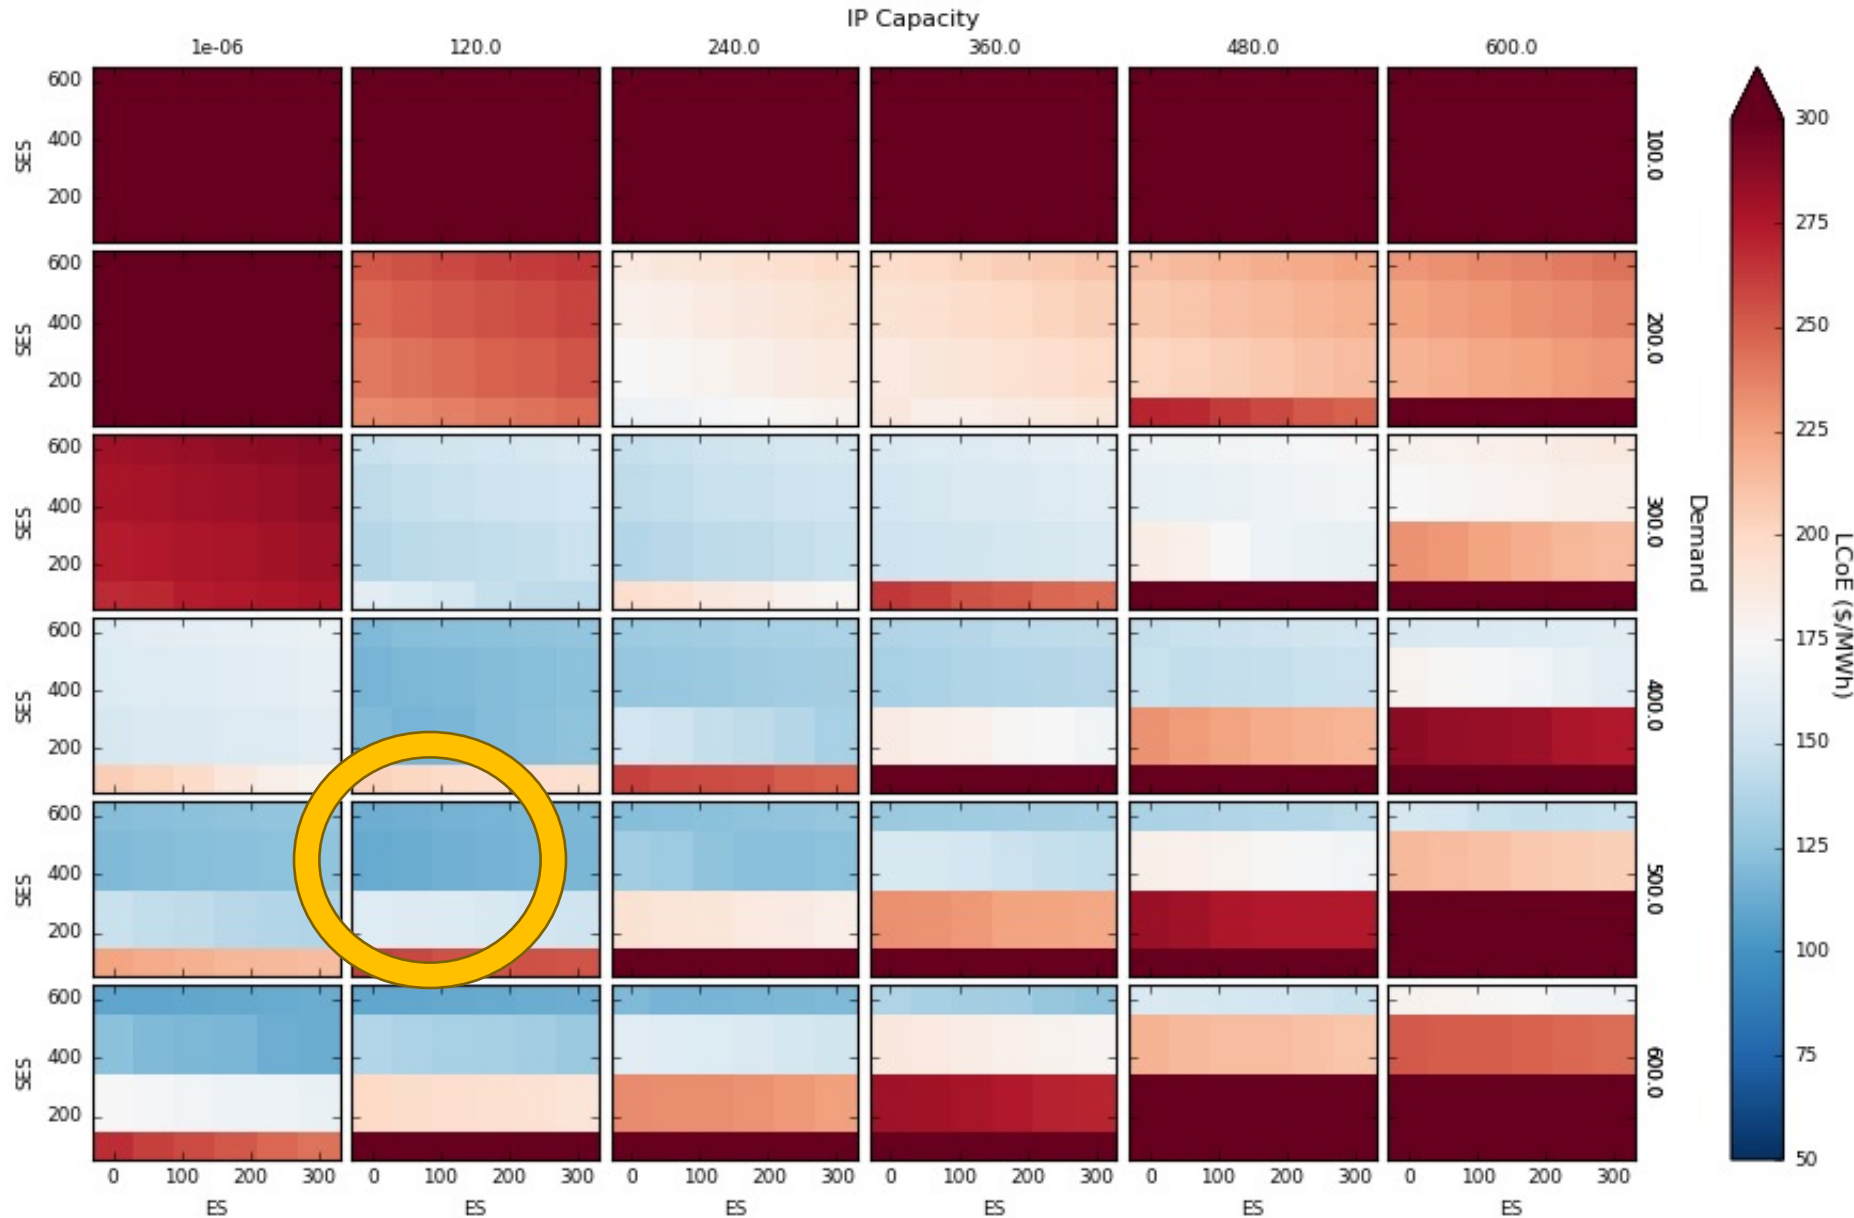 IP Capacity
1e-06 120.0 240.0 360.0 480.0 600.0
SES 600 400 200 100.0
SES 600 400 200 200.0
SES 600 400 200 300.0
SES 600 400 200 400.0
SES 600 400 200 500.0
SES 600 400 200 600.0
0 100 200 300 0 100 200 300 0 100 200 300 0 100 200 300 0 100 200 300 0 100 200 300
ES ES ES ES ES ES
Demand
300
275
250
225
200
175
150
125
100
75
50
LCoE ($/MWh)